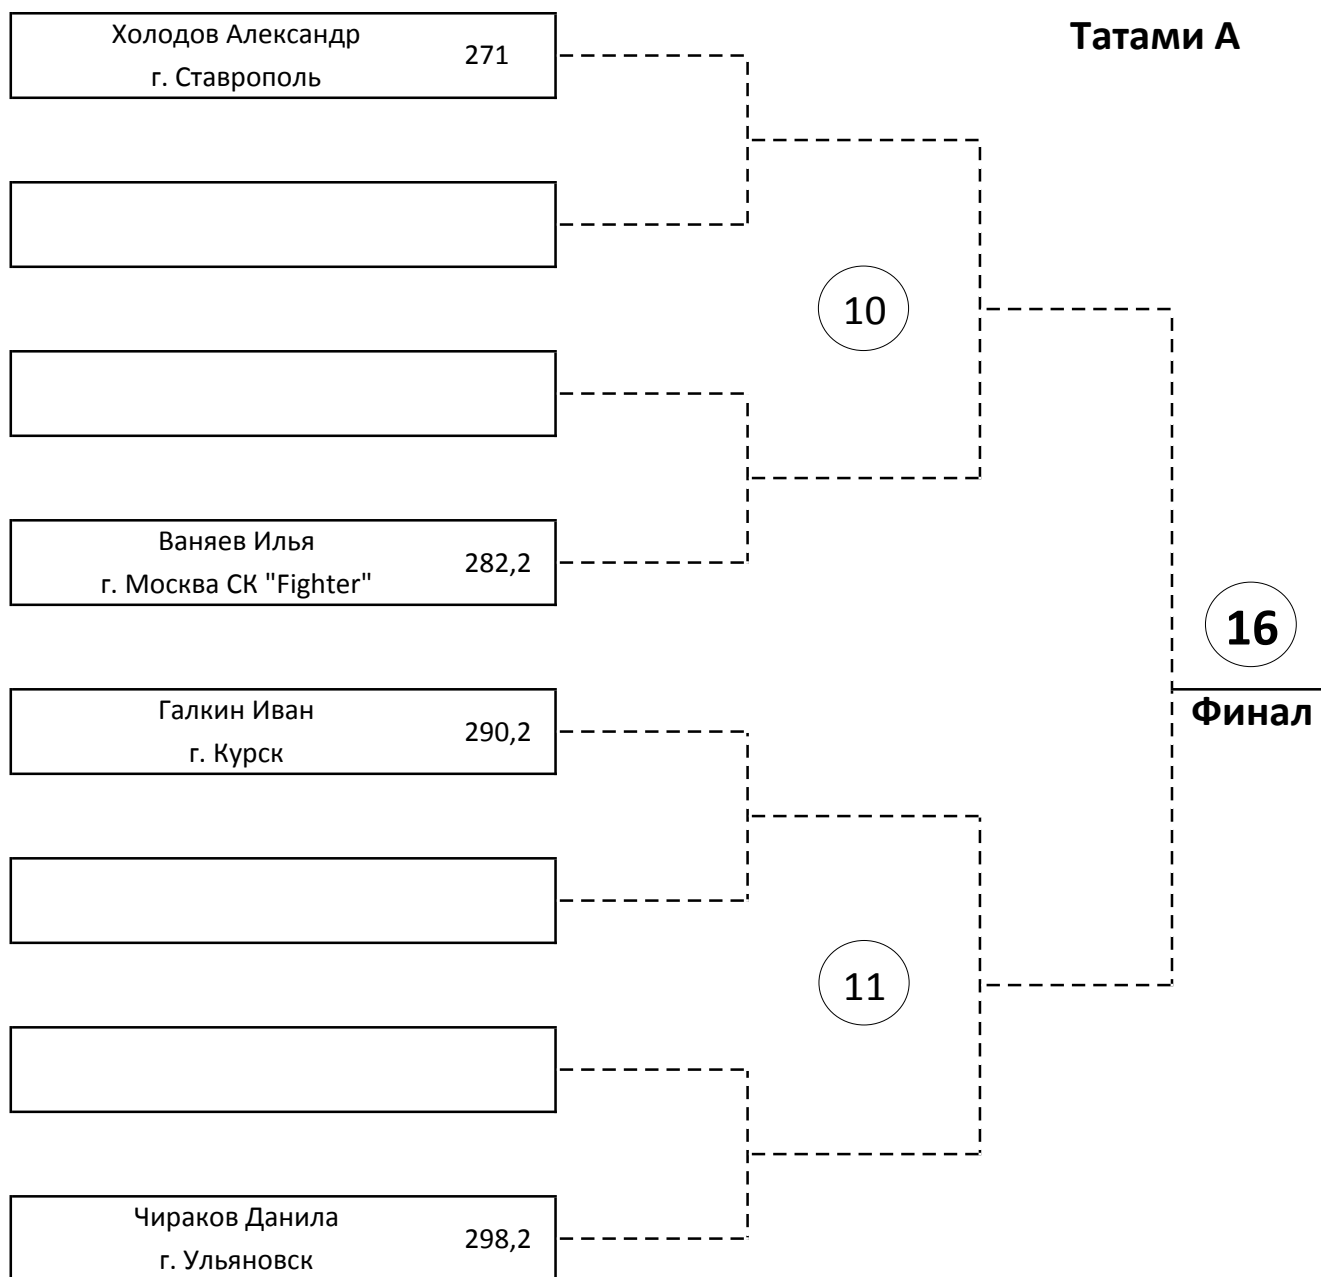 Татами А
Холодов Александр 271
г. Ставрополь
10
Ваняев Илья 282,2
г. Москва СК "Fighter"
16
Финал
Галкин Иван 290,2
г. Курск
11
Чираков Данила 298,2
г. Ульяновск